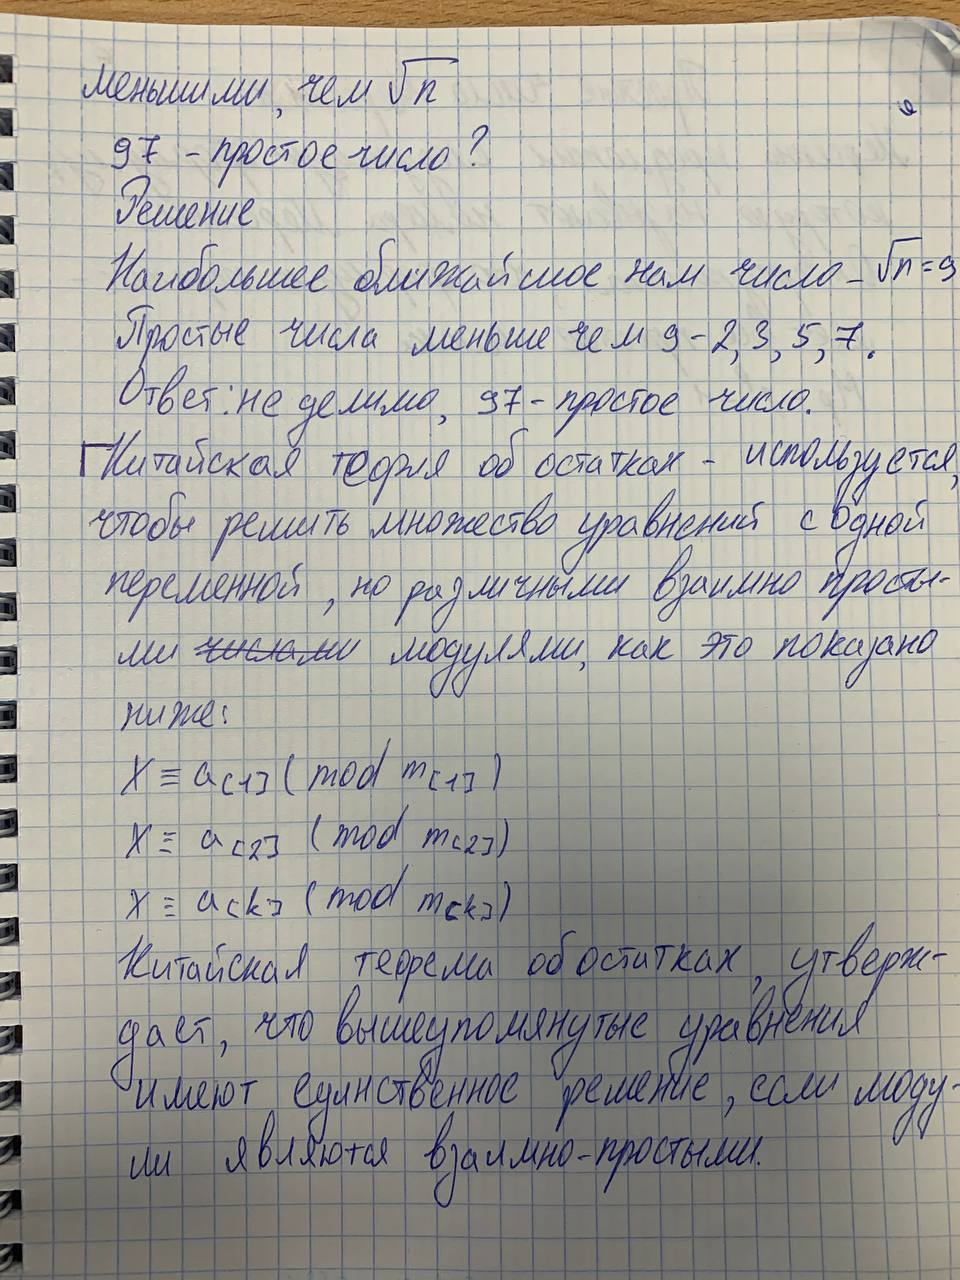 меньшими, чем √n
97 – простое число?
Решение
Наибольшее ближайшее нам число – √n = 9
Простые числа меньше чем 9 – 2, 3, 5, 7.
Ответ: не делимо, 97 – простое число.
Китайская теория об остатках – используется,
чтобы решить множество уравнений с одной
переменной, но различными взаимно просты-
ми числами модулями, как это показано
ниже:
X ≡ a[1] (mod m[1])
X ≡ a[2] (mod m[2])
X ≡ a[k] (mod m[k])
Китайская теорема об остатках, утверж-
дает, что вышеупомянутые уравнения
имеют единственное решение, если моду-
ли являются взаимно-простыми.